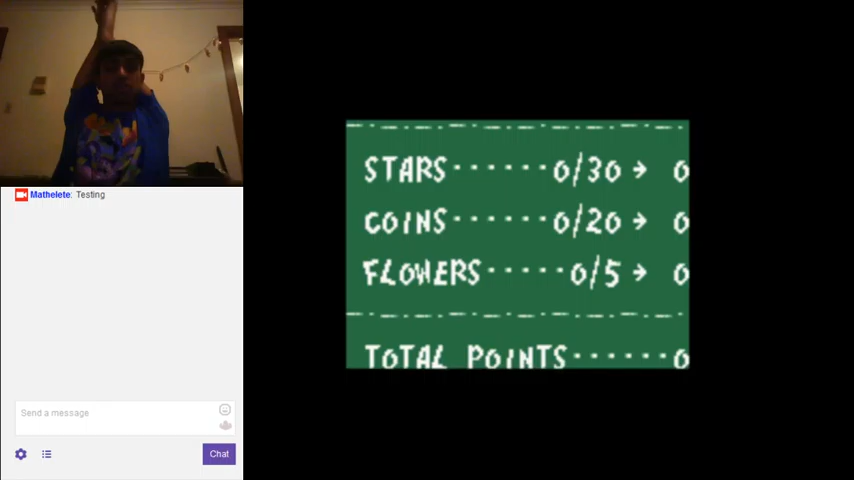 Mathelete: Testing
Send a message
Chat
STARS······0/30→ 0
COINS······0/20→ 0
FLOWERS·····0/5→ 0
TOTAL POINTS······0